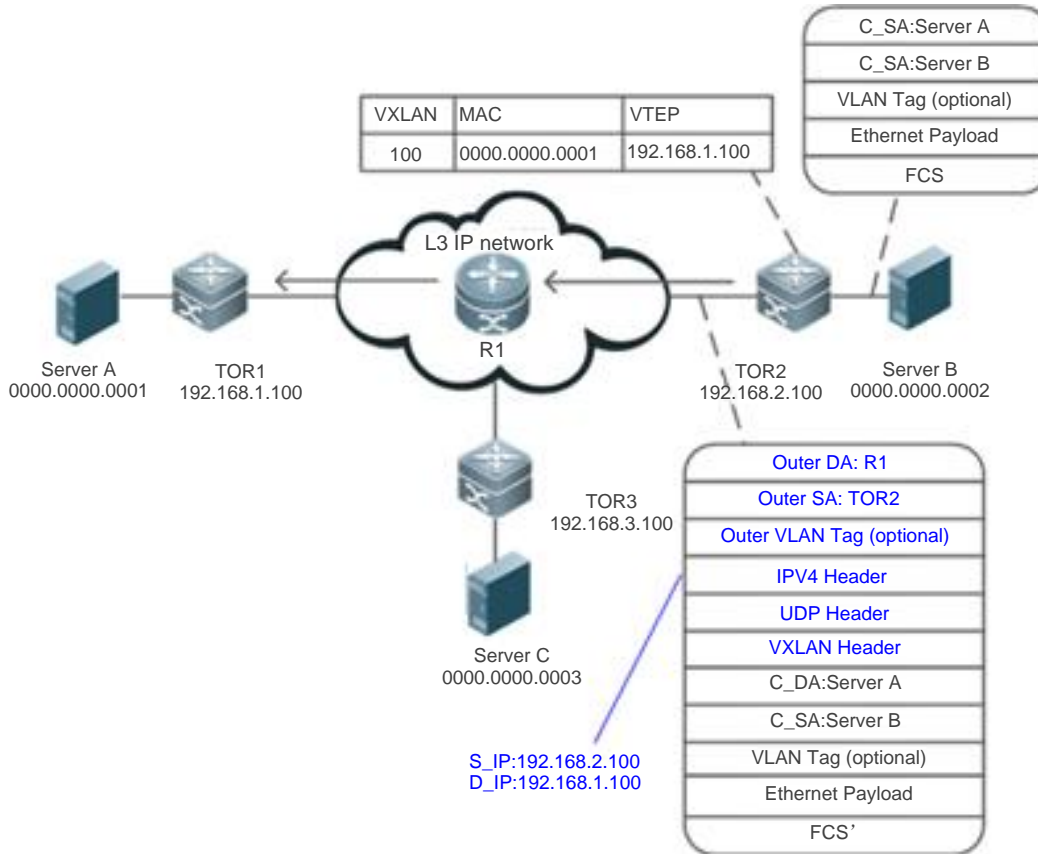 C_SA:Server A
C_SA:Server B
VLAN Tag (optional)
Ethernet Payload
FCS
VXLAN MAC VTEP
100 0000.0000.0001 192.168.1.100
L3 IP network
R1
Server A
0000.0000.0001
TOR1
192.168.1.100
TOR2
192.168.2.100
Server B
0000.0000.0002
TOR3
192.168.3.100
Server C
0000.0000.0003
Outer DA: R1
Outer SA: TOR2
Outer VLAN Tag (optional)
IPV4 Header
UDP Header
VXLAN Header
C_DA:Server A
C_SA:Server B
VLAN Tag (optional)
Ethernet Payload
FCS’
S_IP:192.168.2.100
D_IP:192.168.1.100